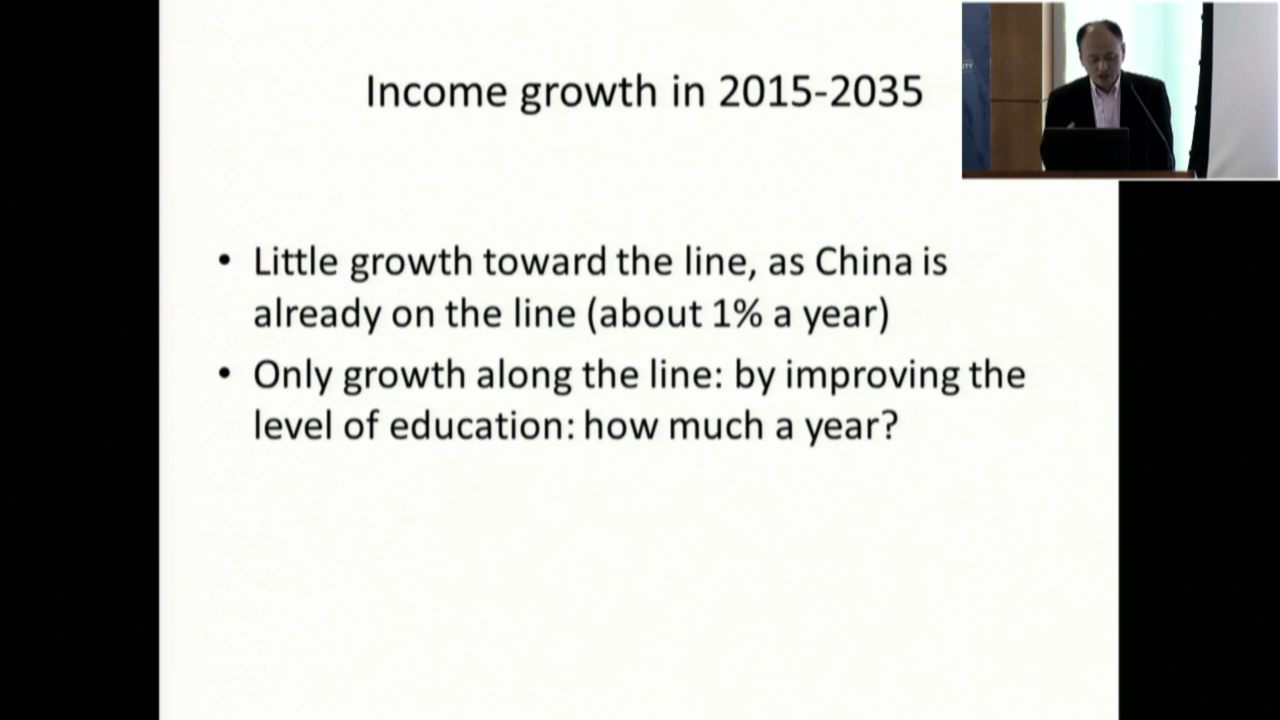 Income growth in 2015-2035
• Little growth toward the line, as China is
already on the line (about 1% a year)
• Only growth along the line: by improving the
level of education: how much a year?